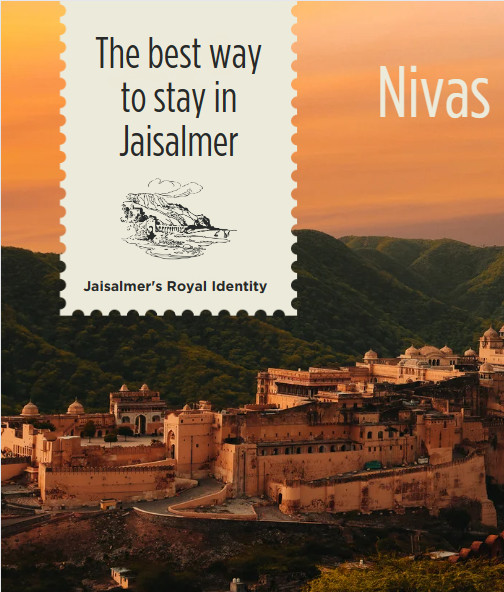 The best way
to stay in
Jaisalmer
Jaisalmer's Royal Identity
Nivas